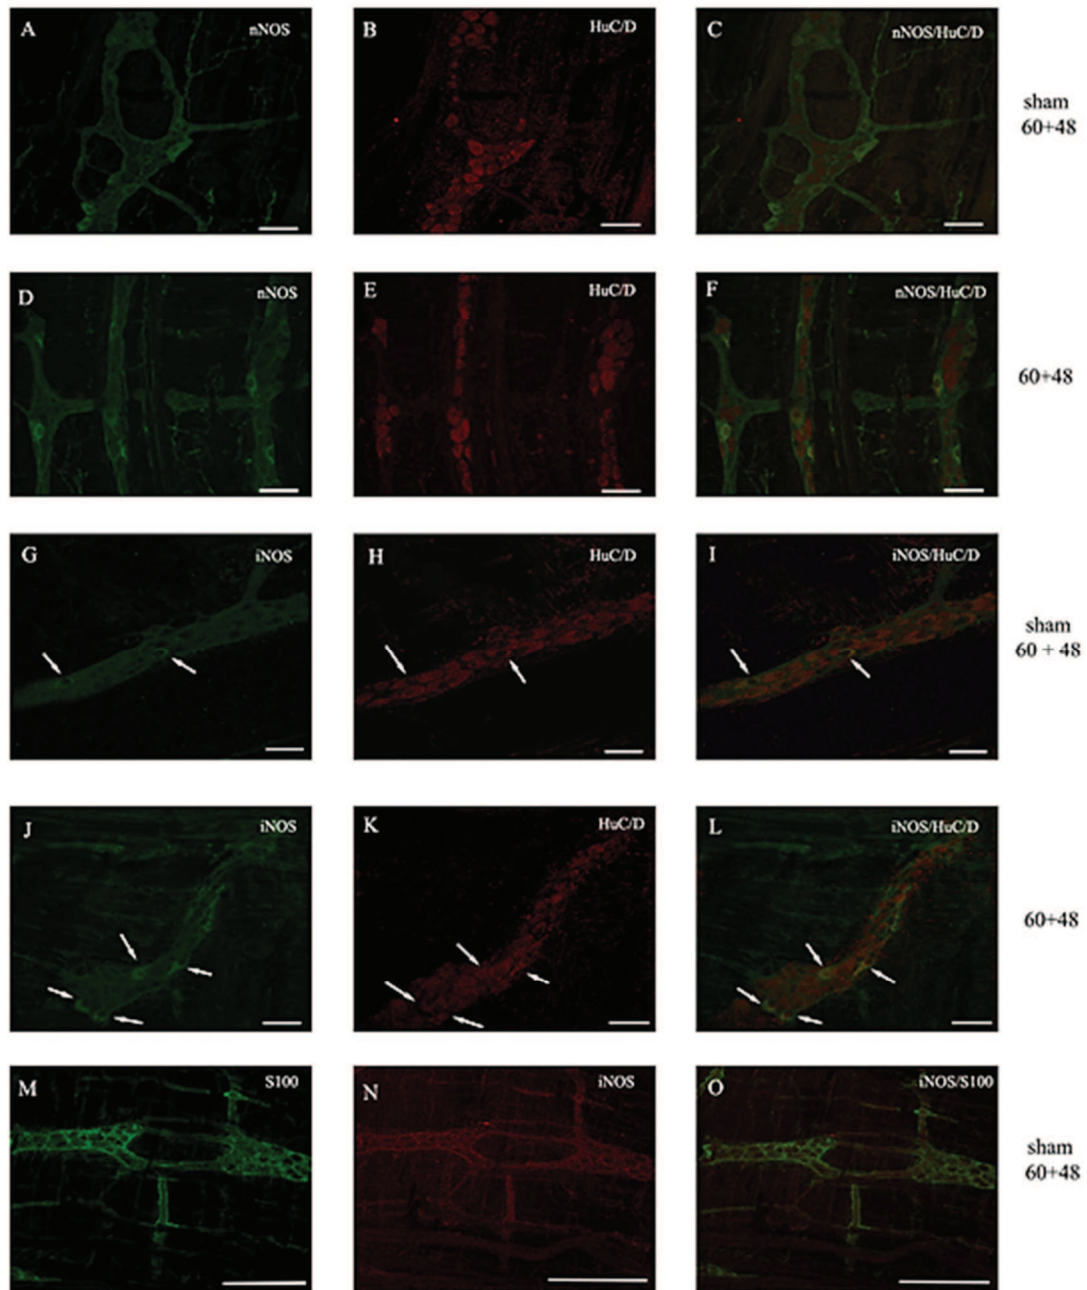 A nNOS
B HuC/D
C nNOS/HuC/D
sham
60+48
D nNOS
E HuC/D
F nNOS/HuC/D
60+48
G iNOS
H HuC/D
I iNOS/HuC/D
sham
60 + 48
J iNOS
K HuC/D
L iNOS/HuC/D
60+48
M S100
N iNOS
O iNOS/S100
sham
60+48